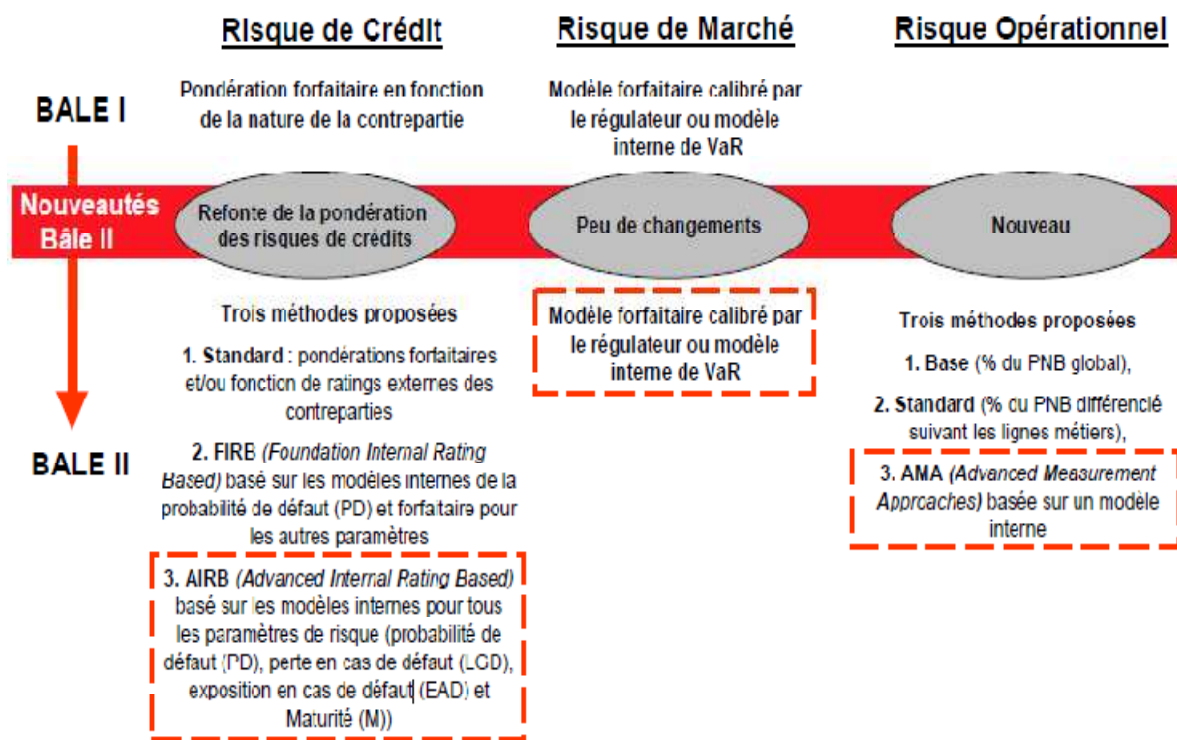 Risque de Crédit
Risque de Marché
Risque Opérationnel
BALE I
Pondération forfaitaire en fonction
de la nature de la contrepartie
Modèle forfaitaire calibré par
le régulateur ou modèle
interne de VaR
Nouveautés
Bâle II
Refonte de la pondération
des risques de crédits
Peu de changements
Nouveau
BALE II
Trois méthodes proposées
1. Standard : pondérations forfaitaires
et/ou fonction de ratings externes des
contreparties
2. FIRB (Foundation Internal Rating
Based) basé sur les modèles internes de la
probabilité de défaut (PD) et forfaitaire pour
les autres paramètres
3. AIRB (Advanced Internal Rating Based)
basé sur les modèles internes pour tous
les paramètres de risque (probabilité de
défaut (PD), perte en cas de défaut (LGD),
exposition en cas de défaut (EAD) et
Maturité (M))
Modèle forfaitaire calibré par
le régulateur ou modèle
interne de VaR
Trois méthodes proposées
1. Base (% du PNB global),
2. Standard (% du PNB différencié
suivant les lignes métiers),
3. AMA (Advanced Measurement
Approaches) basée sur un modèle
interne